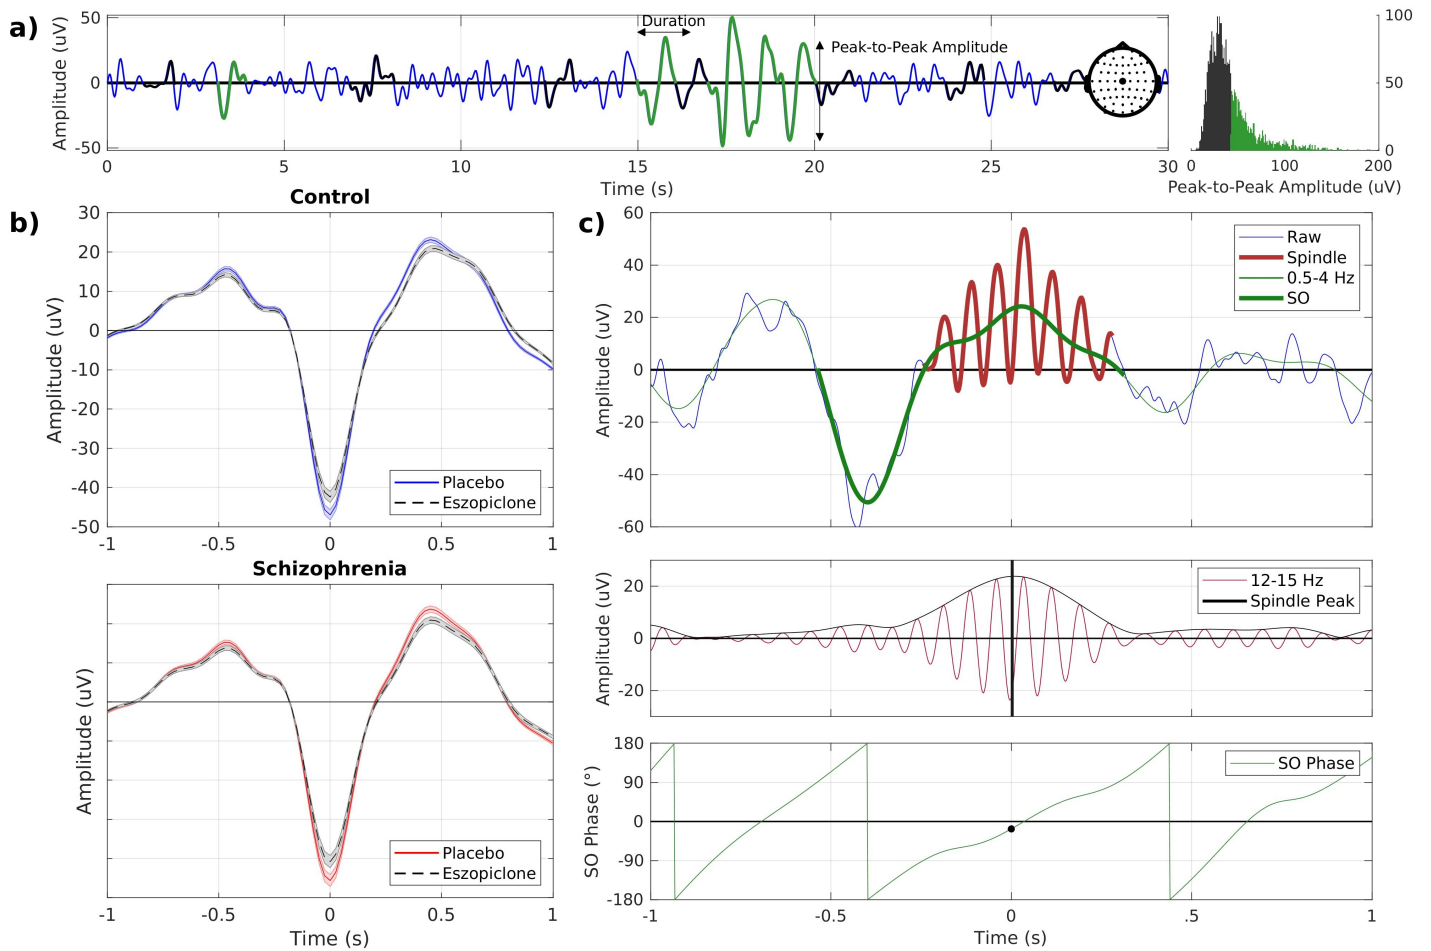 a)
Amplitude (uV)
50
0
-50
Duration
Peak-to-Peak Amplitude
0 5 10 15 20 25 30
Time (s)
100
50
0
0 100 200
Peak-to-Peak Amplitude (uV)
b)
Control
Amplitude (uV)
30
20
10
0
-10
-20
-30
-40
-50
Placebo
Eszopiclone
-1 -0.5 0 0.5 1
Schizophrenia
Amplitude (uV)
Placebo
Eszopiclone
-1 -0.5 0 0.5 1
Time (s)
c)
Amplitude (uV)
60
40
20
0
-20
-40
-60
Raw
Spindle
0.5-4 Hz
SO
Amplitude (uV)
20
0
-20
12-15 Hz
Spindle Peak
SO Phase (°)
180
90
0
-90
-180
SO Phase
-1 -0.5 0 .5 1
Time (s)